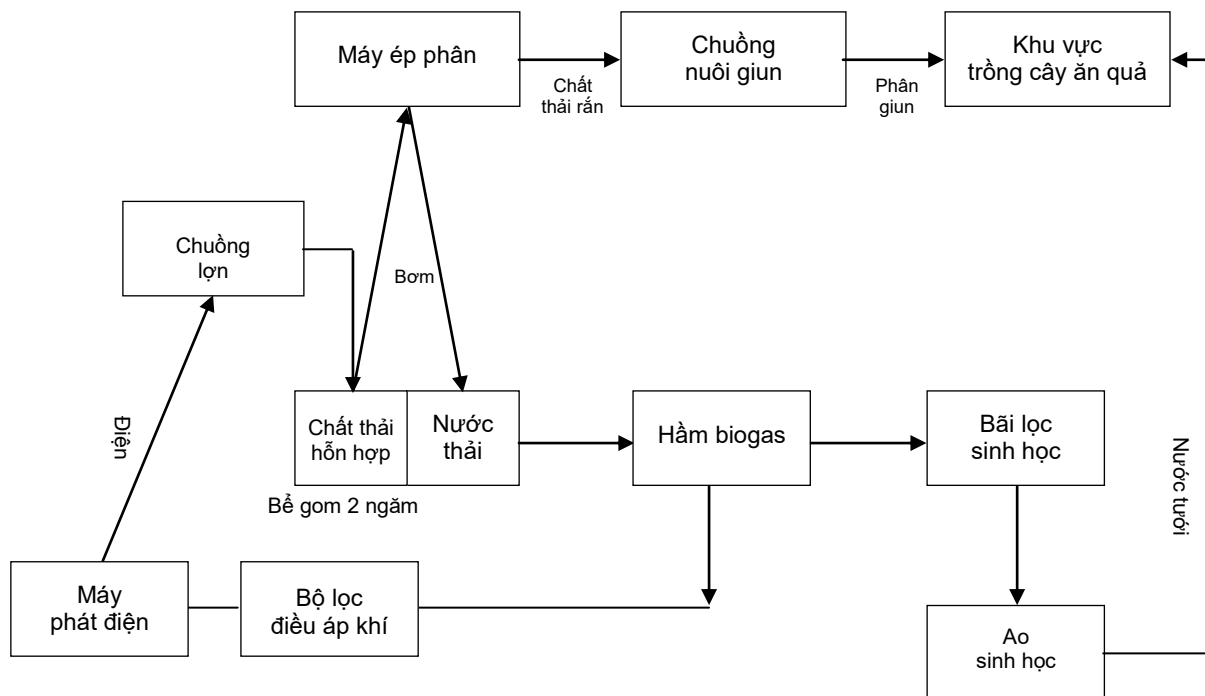 Máy ép phân
Chất
thải rắn
Chuồng
nuôi giun
Phân
giun
Khu vực
trồng cây ăn quả
Chuồng
lợn
Bơm
Điện
Chất thải
hỗn hợp
Nước
thải
Bể gom 2 ngăm
Hầm biogas
Bãi lọc
sinh học
Nước tưới
Máy
phát điện
Bộ lọc
điều áp khí
Ao
sinh học